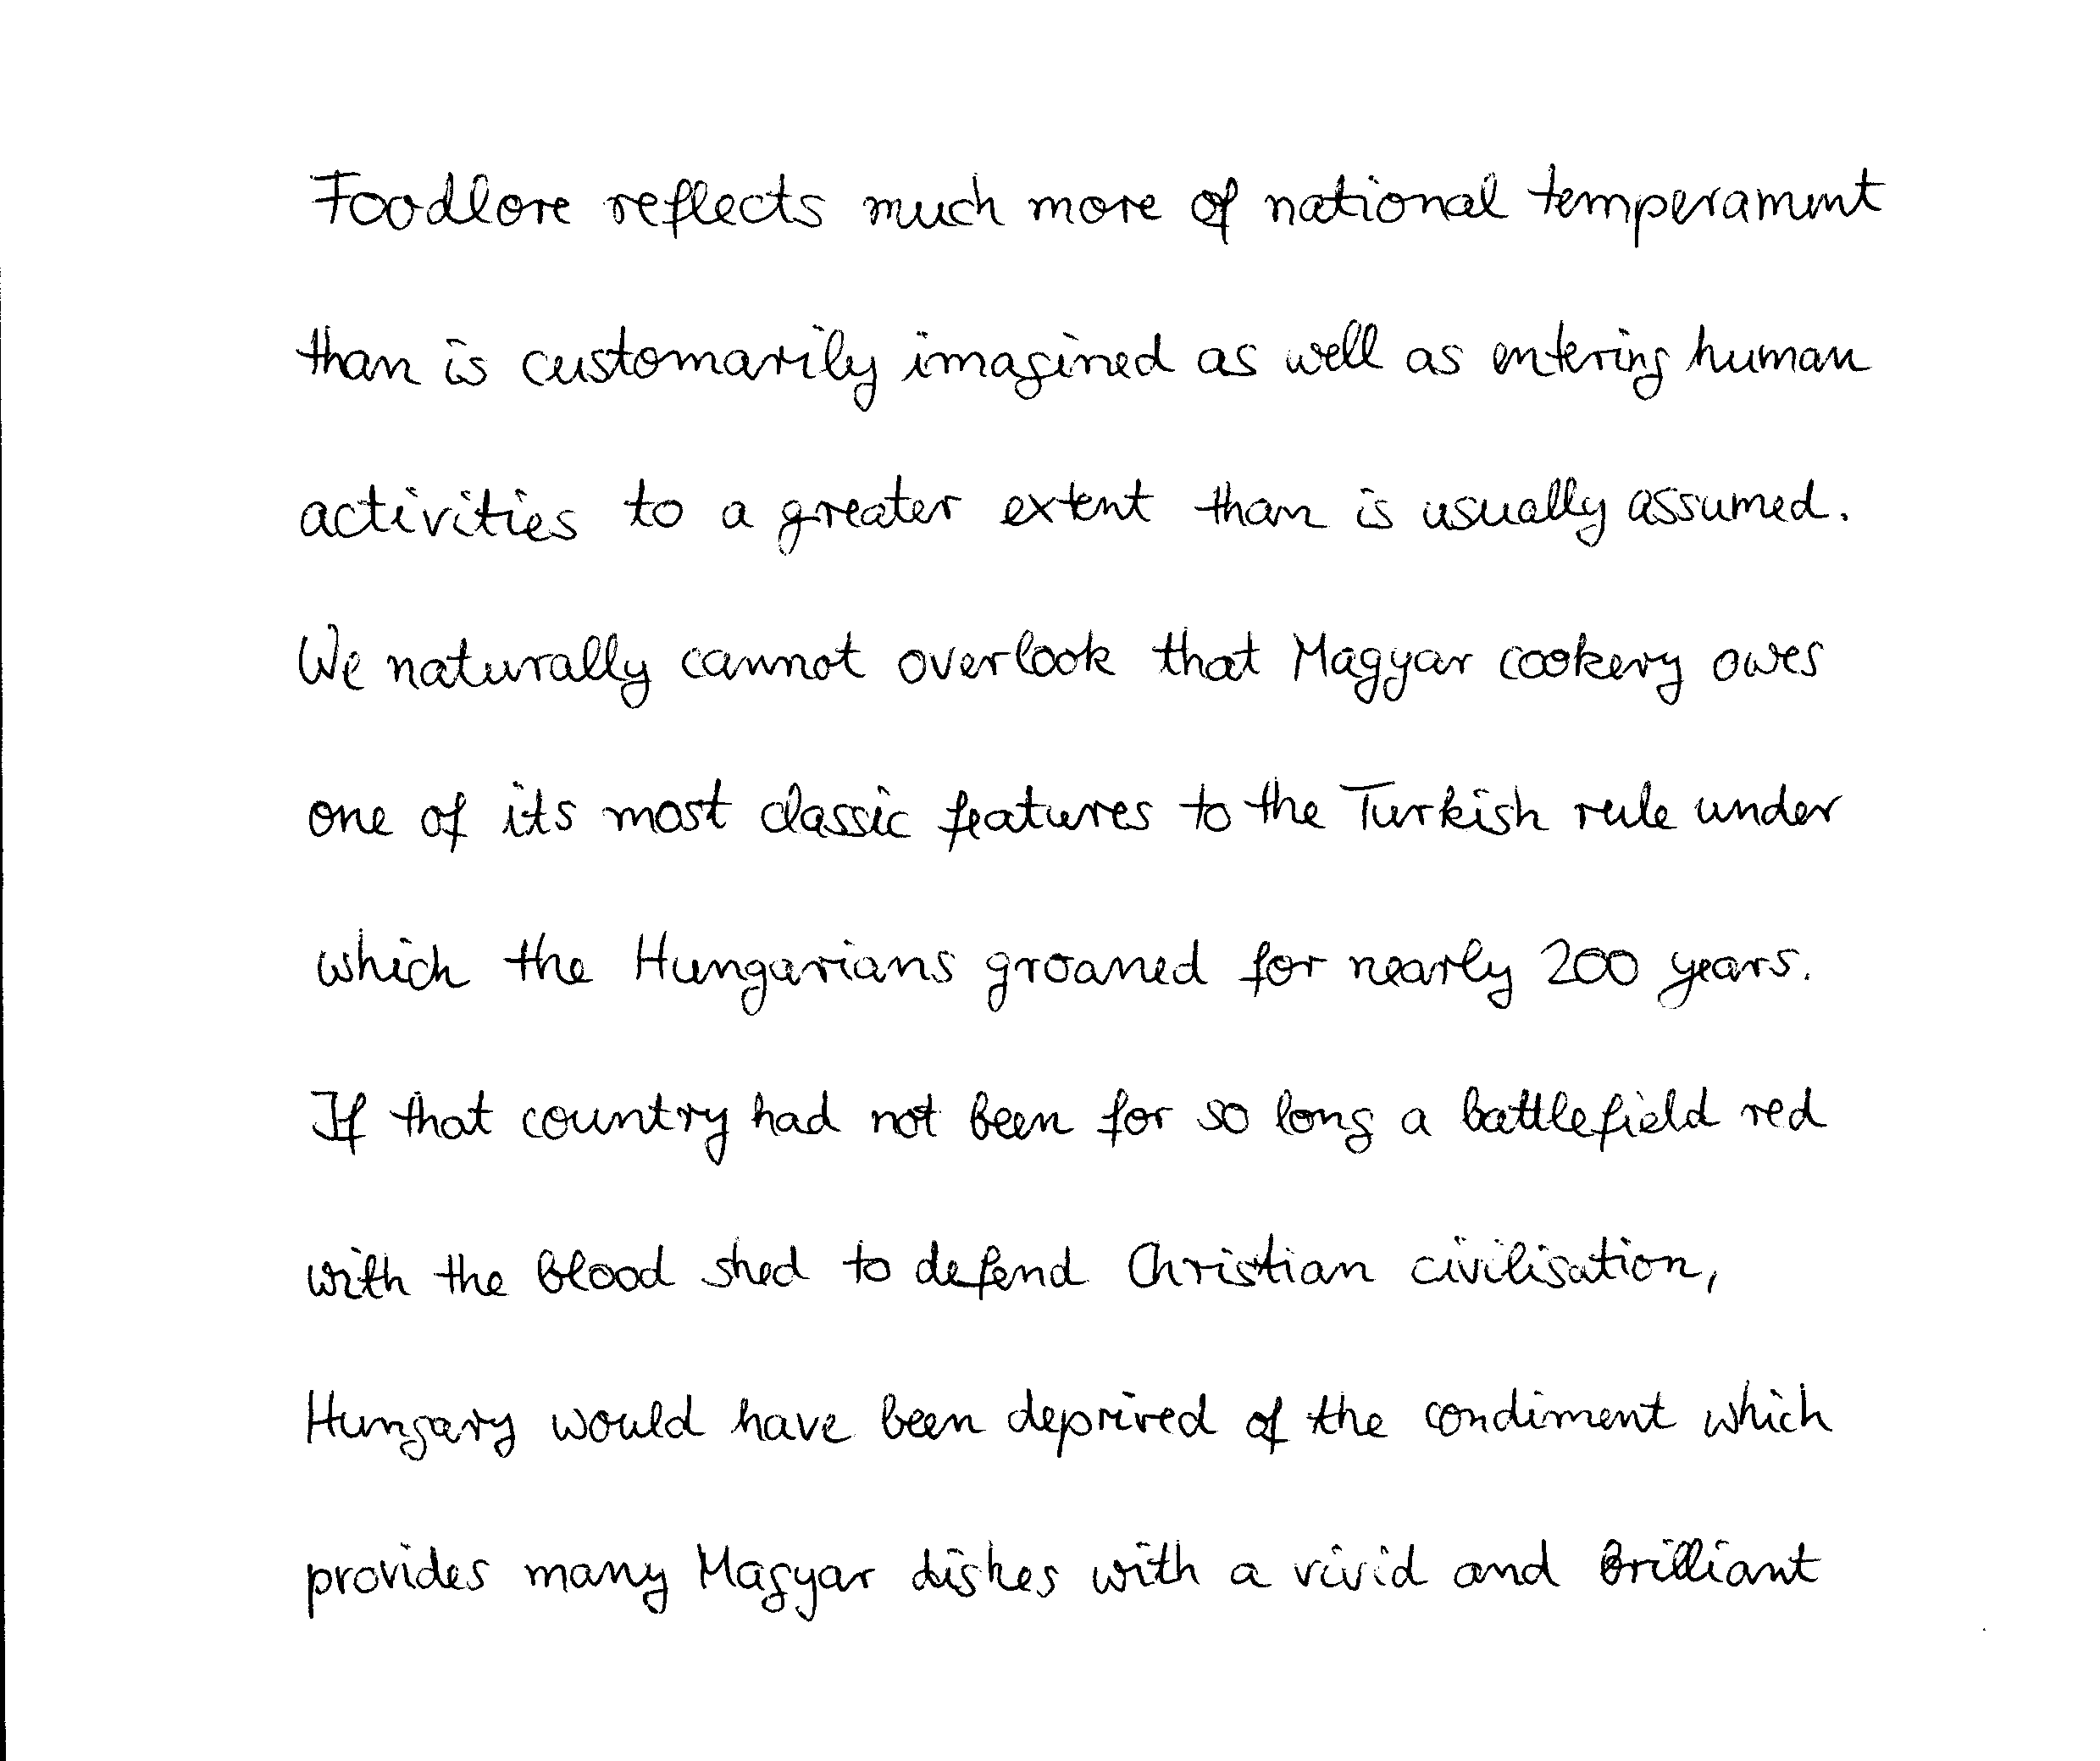 Foodlore reflects much more of national temperament
than is customarily imagined as well as entering human
activities to a greater extent than is usually assumed.
We naturally cannot overlook that Magyar cookery owes
one of its most classic features to the Turkish rule under
which the Hungarians groaned for nearly 200 years.
If that country had not been for so long a battlefield red
with the blood shed to defend Christian civilisation,
Hungary would have been deprived of the condiment which
provides many Magyar dishes with a vivid and brilliant